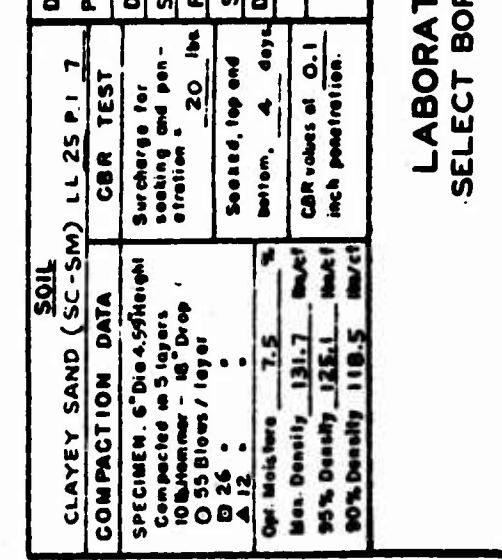 SOIL
CLAYEY SAND (SC-SM) LL 25 P.I 7
COMPACTION DATA
SPECIMEN. 6" Dia 4.59 Height
Compacted in 5 layers
10 lb Hammer - 18" Drop
O 55 Blows / layer
□ 26 " "
▲ 12 " "
Opt. Moisture 7.5 %
Max. Density 131.7 lbs/cf
95% Density 125.1 lbs/cf
90% Density 118.5 lbs/cf
CBR TEST
Surcharge for
soaking and pen-
etration = 20 lbs
Soaked, top and
bottom, 4 days
CBR values at 0.1
inch penetration.
LABORAT
SELECT BOR